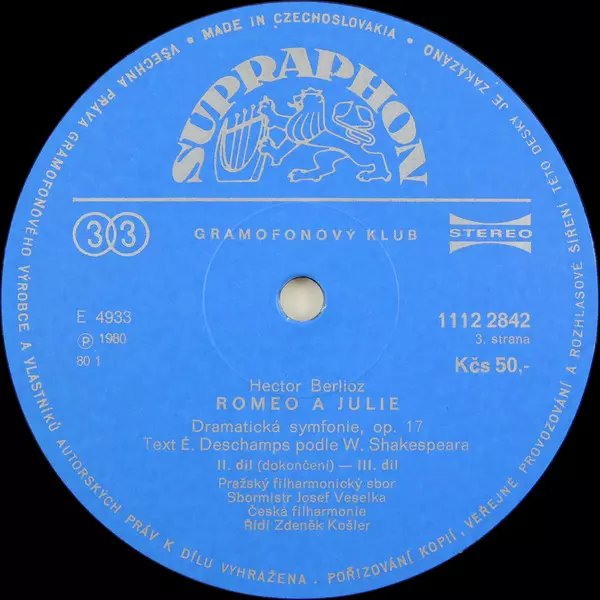 • MADE IN CZECHOSLOVAKIA •
VŠECHNA PRÁVA GRAMOFONOVÉHO VÝROBCE A VLASTNÍKŮ AUTORSKÝCH PRÁV K DÍLU VYHRAŽENA. POŘIZOVÁNÍ KOPIÍ, VEŘEJNÉ PROVOZOVÁNÍ A ROZHLASOVÉ ŠÍŘENÍ TÉTO DESKY JE ZAKÁZÁNO
SUPRAPHON
33
GRAMOFONOVÝ KLUB
STEREO
E 4933
Ⓟ 1980
80 1
1112 2842
3. strana
Kčs 50,-
Hector Berlioz
ROMEO A JULIE
Dramatická symfonie, op. 17
Text É. Deschamps podle W. Shakespeara
II. díl (dokončení) — III. díl
Pražský filharmonický sbor
Sbormistr Josef Veselka
Česká filharmonie
Řídí Zdeněk Košler